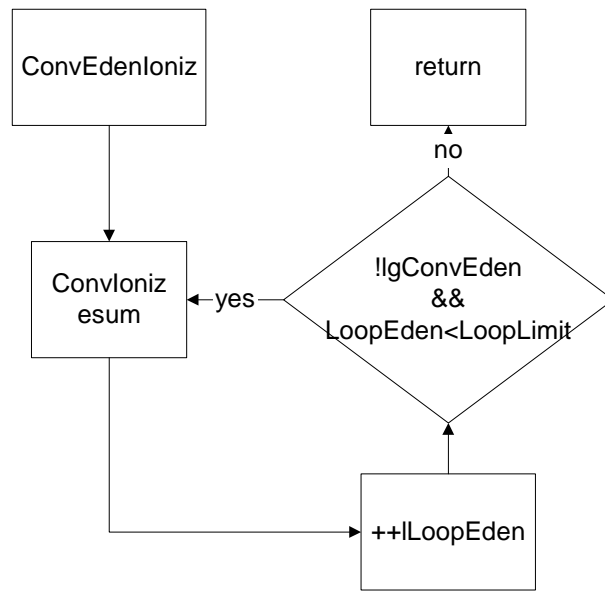 ConvEdenIoniz
return
no
ConvIoniz
esum
yes
!lgConvEden
&&
LoopEden<LoopLimit
++lLoopEden